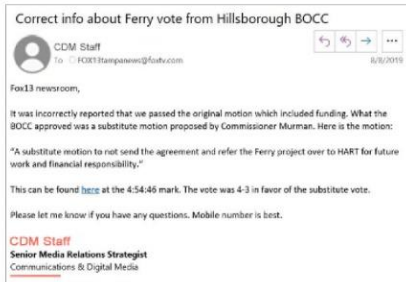 Correct info about Ferry vote from Hillsborough BOCC
CDM Staff
To FOX13tampanews@foxtv.com
8/8/2019
Fox13 newsroom,
It was incorrectly reported that we passed the original motion which included funding. What the
BOCC approved was a substitute motion proposed by Commissioner Murman. Here is the motion:
"A substitute motion to not send the agreement and refer the Ferry project over to HART for future
work and financial responsibility."
This can be found here at the 4:54:46 mark. The vote was 4-3 in favor of the substitute vote.
Please let me know if you have any questions. Mobile number is best.
CDM Staff
Senior Media Relations Strategist
Communications & Digital Media